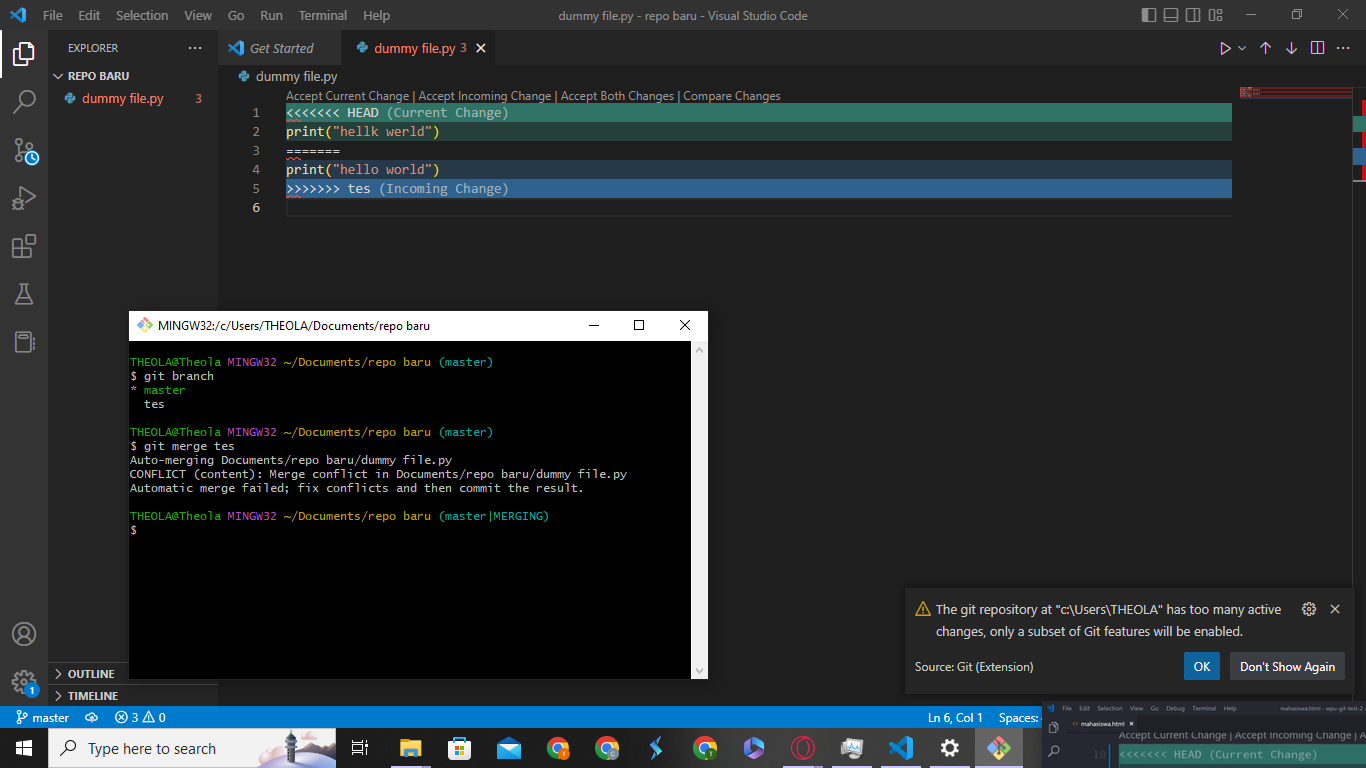 File Edit Selection View Go Run Terminal Help
dummy file.py - repo baru - Visual Studio Code
EXPLORER
REPO BARU
dummy file.py 3
Get Started
dummy file.py 3
dummy file.py
Accept Current Change | Accept Incoming Change | Accept Both Changes | Compare Changes
1 <<<<<<< HEAD (Current Change)
2 print("hellk werld")
3 =======
4 print("hello world")
5 >>>>>>> tes (Incoming Change)
6
MINGW32:/c/Users/THEOLA/Documents/repo baru
THEOLA@Theola MINGW32 ~/Documents/repo baru (master)
$ git branch
* master
tes
THEOLA@Theola MINGW32 ~/Documents/repo baru (master)
$ git merge tes
Auto-merging Documents/repo baru/dummy file.py
CONFLICT (content): Merge conflict in Documents/repo baru/dummy file.py
Automatic merge failed; fix conflicts and then commit the result.
THEOLA@Theola MINGW32 ~/Documents/repo baru (master|MERGING)
$
The git repository at "c:\Users\THEOLA" has too many active
changes, only a subset of Git features will be enabled.
Source: Git (Extension)
OK
Don't Show Again
OUTLINE
TIMELINE
1
master
3 0
Ln 6, Col 1
Spaces:
File Edit Selection View Go Debug Terminal Help
mahasiswa.html - wpu-git-test-2
mahasiswa.html
Accept Current Change | Accept Incoming Change |
10 <<<<<<< HEAD (Current Change)
Type here to search